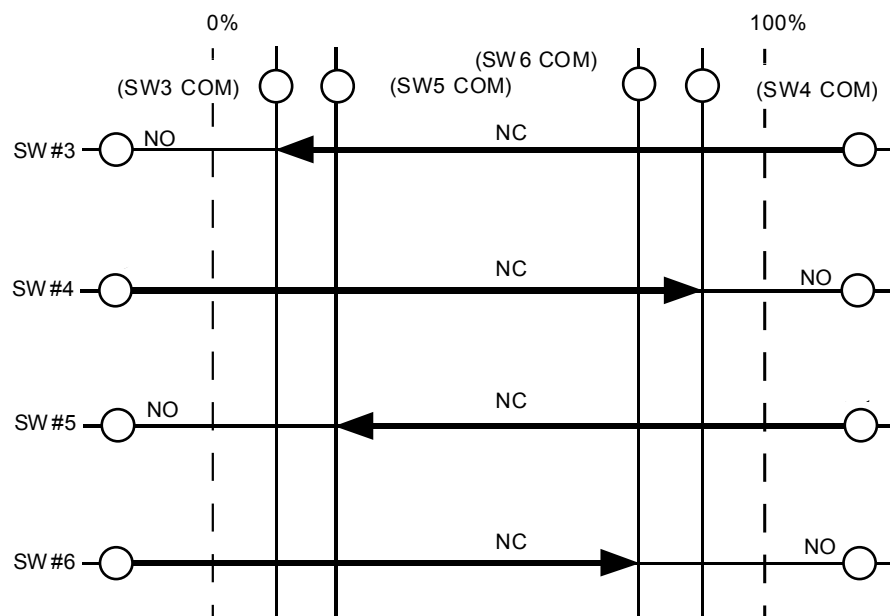 0% 100%
(SW6 COM)
(SW3 COM) (SW5 COM) (SW4 COM)
SW#3 NO NC
SW#4 NC NO
SW#5 NO NC
SW#6 NC NO